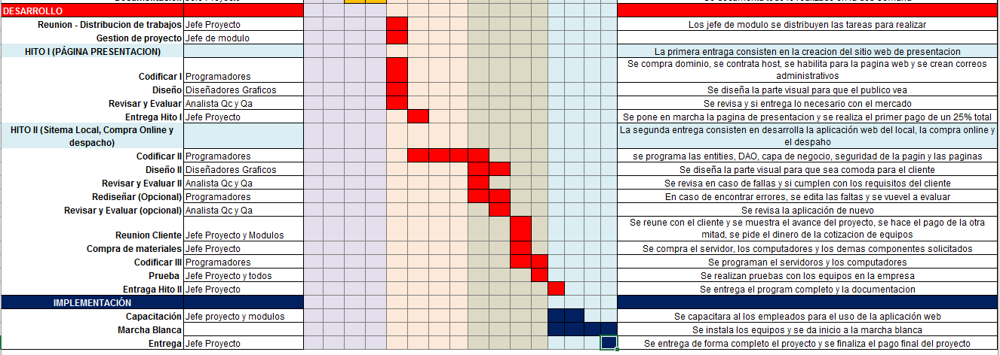 Documentacion Jefe Proyecto Se documenta todo lo realizado en la dos semana
DESARROLLO
Reunion - Distribucion de trabajos Jefe Proyecto Los jefe de modulo se distribuyen las tareas para realizar
Gestion de proyecto Jefe de modulo
HITO I (PÁGINA PRESENTACION) La primera entraga consisten en la creacion del sitio web de presentacion
Se compra dominio, se contrata host, se habilita para la pagina web y se crean correos
Codificar I Programadores administrativos
Diseño Diseñadores Graficos Se diseña la parte visual para que el publico vea
Revisar y Evaluar Analista Qc y Qa Se revisa y si entrega lo necesario con el mercado
Entrega Hito I Jefe Proyecto Se pone en marcha la pagina de presentacion y se realiza el primer pago de un 25% total
HITO II (Sitema Local, Compra Online y La segunda entrega consisten en desarrolla la aplicación web del local, la compra online y
despacho) el despaho
Codificar II Programadores se programa las entities, DAO, capa de negocio, seguridad de la pagin y las paginas
Diseño II Diseñadores Graficos Se diseña la parte visual para que sea comoda para el cliente
Revisar y Evaluar II Analista Qc y Qa Se revisa en caso de fallas y si cumplen con los requisitos del cliente
Rediseñar (Opcional) Programadores En caso de encontrar errores, se edita las faltas y se vuevel a evaluar
Revisar y Evaluar (opcional) Analista Qc y Qa Se revisa la aplicación de nuevo
Se reune con el cliente y se muestra el avance del proyecto, se hace el pago de la otra
Reunion Cliente Jefe Proyecto y Modulos mitad, se pide el dinero de la cotizacion de equipos
Compra de materiales Jefe Proyecto Se compra el servidor, los computadores y los demas componentes solicitados
Codificar III Programadores Se programan el servidoros y los computadores
Prueba Jefe Proyecto y todos Se realizan pruebas con los equipos en la empresa
Entraga Hito II Jefe Proyecto Se entrega el program completo y la documentacion
IMPLEMENTACIÓN
Capacitación Jefe proyecto y modulos Se capacitara al los empleados para el uso de la aplicación web
Marcha Blanca Se instala los equipos y se da inicio a la marcha blanca
Entrega Jefe Proyecto Se entrega de forma completo el proyecto y se finaliza el pago final del proyecto